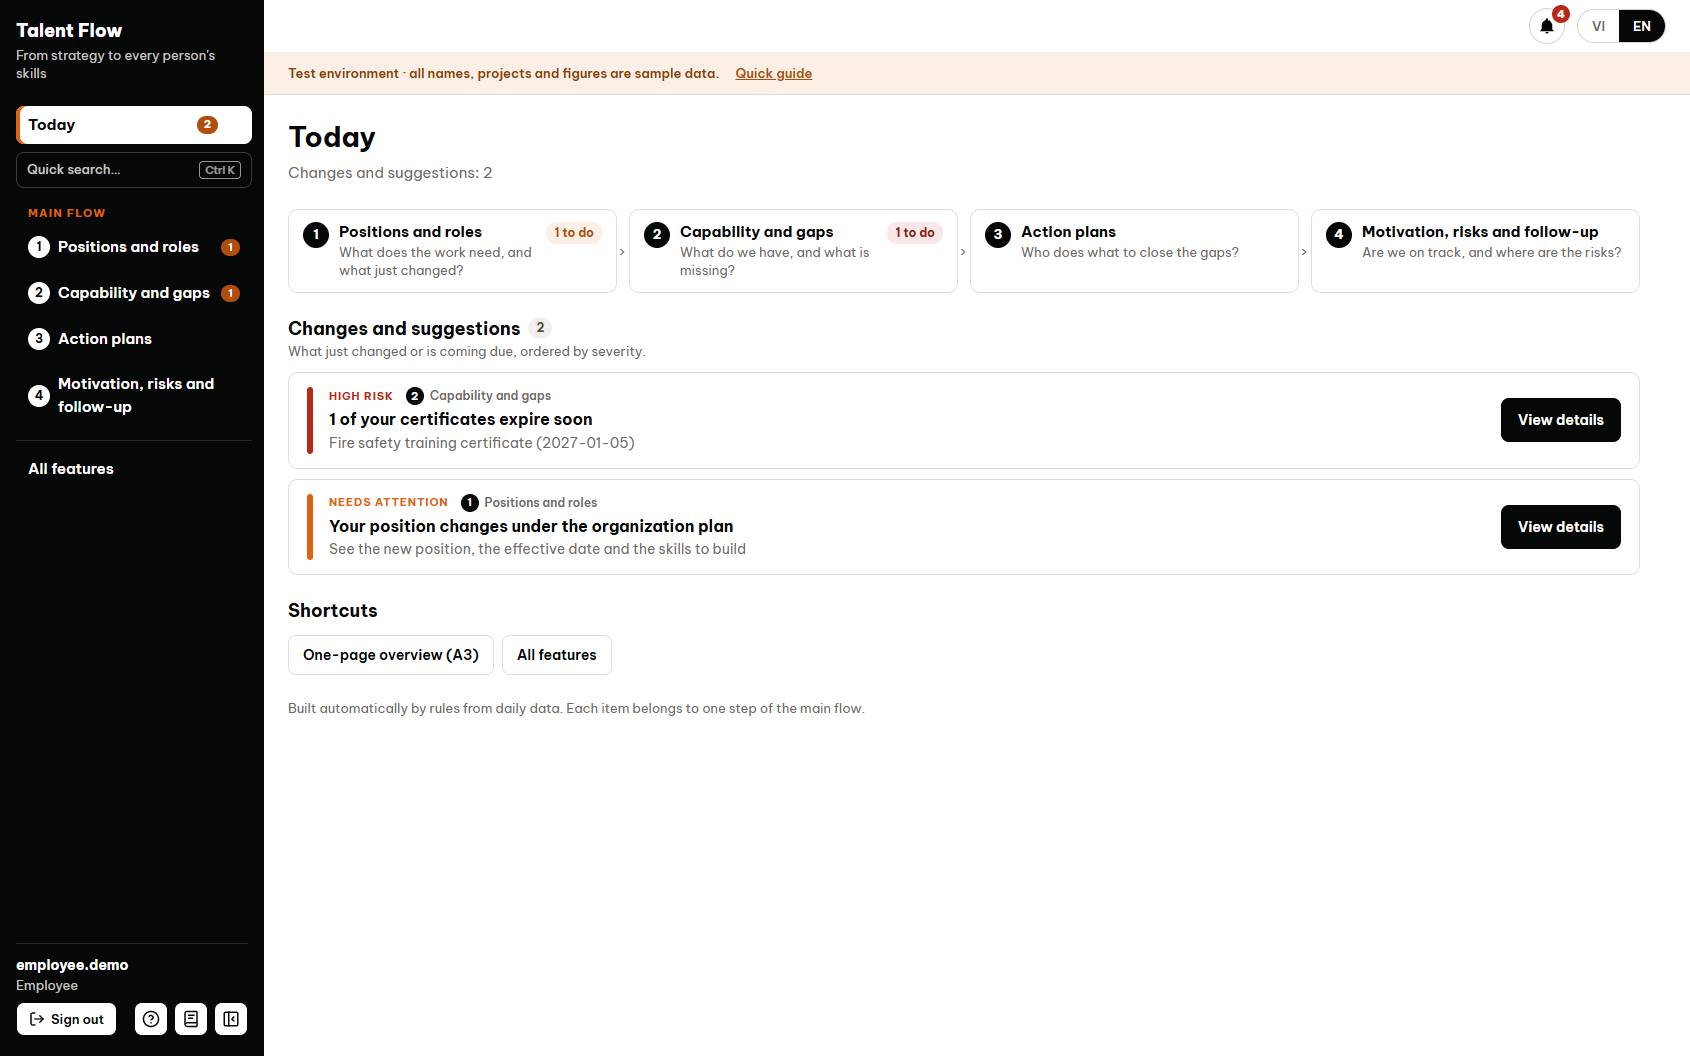 Talent Flow
From strategy to every person's
skills
Today 2
Quick search... Ctrl K
MAIN FLOW
1 Positions and roles 1
2 Capability and gaps 1
3 Action plans
4 Motivation, risks and
follow-up
All features
employee.demo
Employee
Sign out
4 VI EN
Test environment · all names, projects and figures are sample data. Quick guide
Today
Changes and suggestions: 2
1 Positions and roles 1 to do
What does the work need, and
what just changed?
›
2 Capability and gaps 1 to do
What do we have, and what is
missing?
›
3 Action plans
Who does what to close the gaps?
›
4 Motivation, risks and follow-up
Are we on track, and where are the risks?
Changes and suggestions 2
What just changed or is coming due, ordered by severity.
HIGH RISK 2 Capability and gaps
1 of your certificates expire soon
Fire safety training certificate (2027-01-05)
View details
NEEDS ATTENTION 1 Positions and roles
Your position changes under the organization plan
See the new position, the effective date and the skills to build
View details
Shortcuts
One-page overview (A3) All features
Built automatically by rules from daily data. Each item belongs to one step of the main flow.